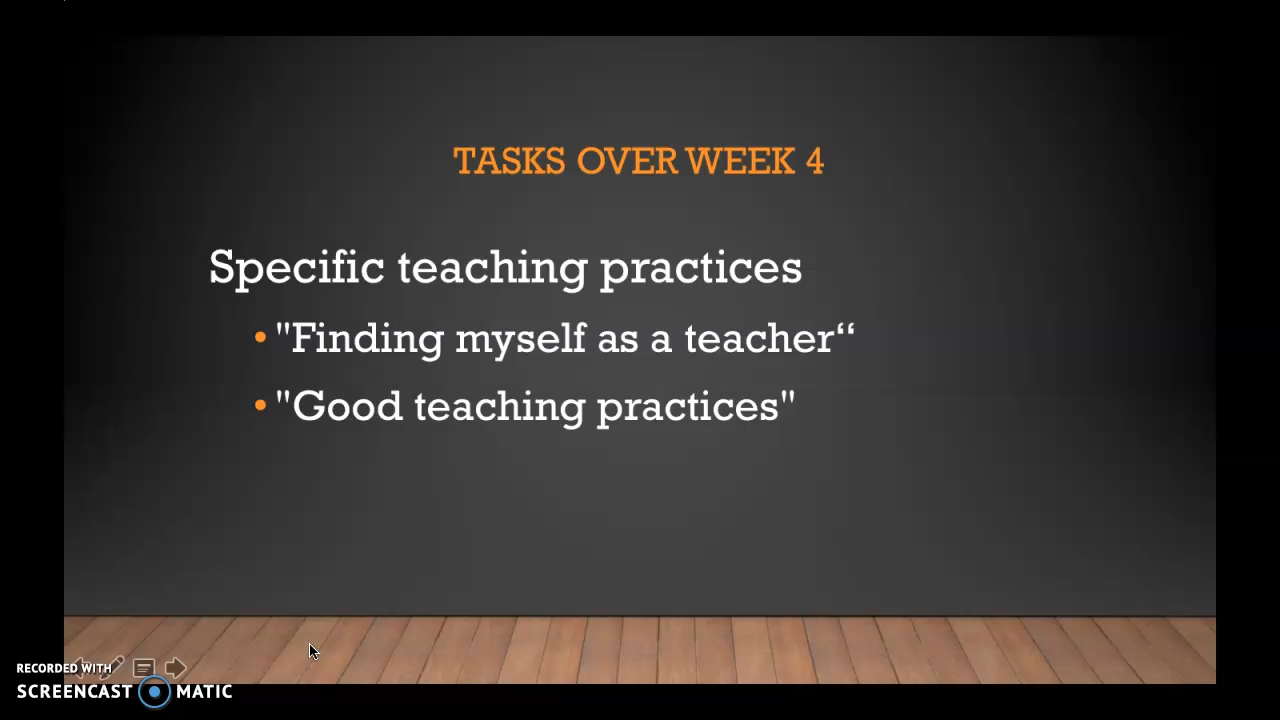 TASKS OVER WEEK 4
Specific teaching practices
• "Finding myself as a teacher“
• "Good teaching practices"
RECORDED WITH
SCREENCAST MATIC